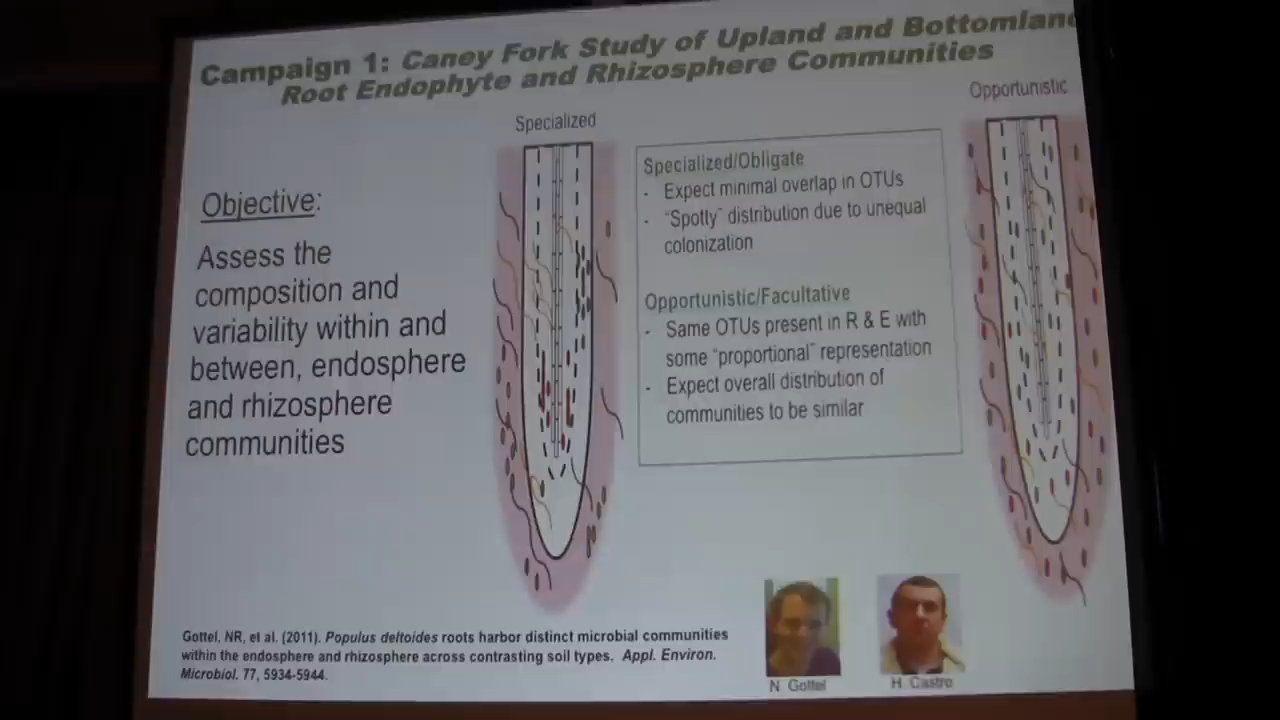 Campaign 1: Caney Fork Study of Upland and Bottomland
Root Endophyte and Rhizosphere Communities
Specialized
Opportunistic
Objective:
Assess the
composition and
variability within and
between, endosphere
and rhizosphere
communities
Specialized/Obligate
- Expect minimal overlap in OTUs
- “Spotty” distribution due to unequal
colonization
Opportunistic/Facultative
- Same OTUs present in R & E with
some “proportional” representation
- Expect overall distribution of
communities to be similar
Gottel, NR, et al. (2011). Populus deltoides roots harbor distinct microbial communities
within the endosphere and rhizosphere across contrasting soil types. Appl. Environ.
Microbiol. 77, 5934-5944.
N. Gottel
H. Castro